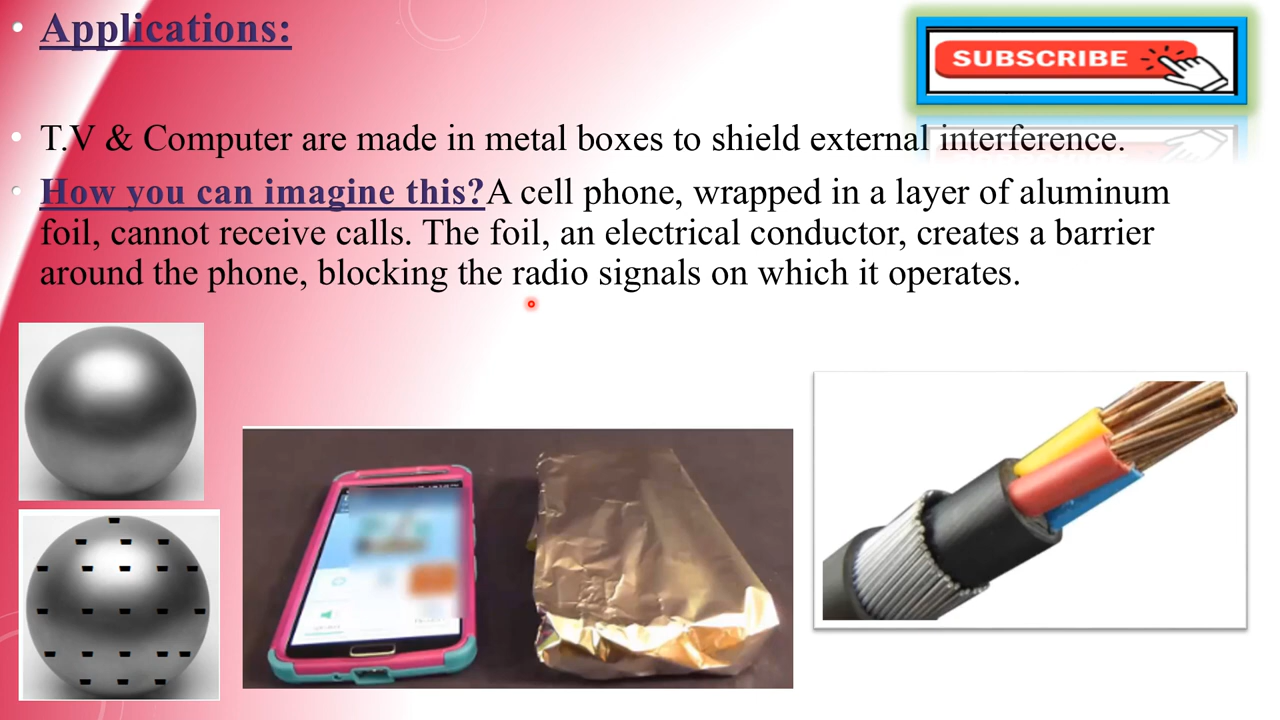 Applications:
SUBSCRIBE
T.V & Computer are made in metal boxes to shield external interference.
How you can imagine this?A cell phone, wrapped in a layer of aluminum
foil, cannot receive calls. The foil, an electrical conductor, creates a barrier
around the phone, blocking the radio signals on which it operates.